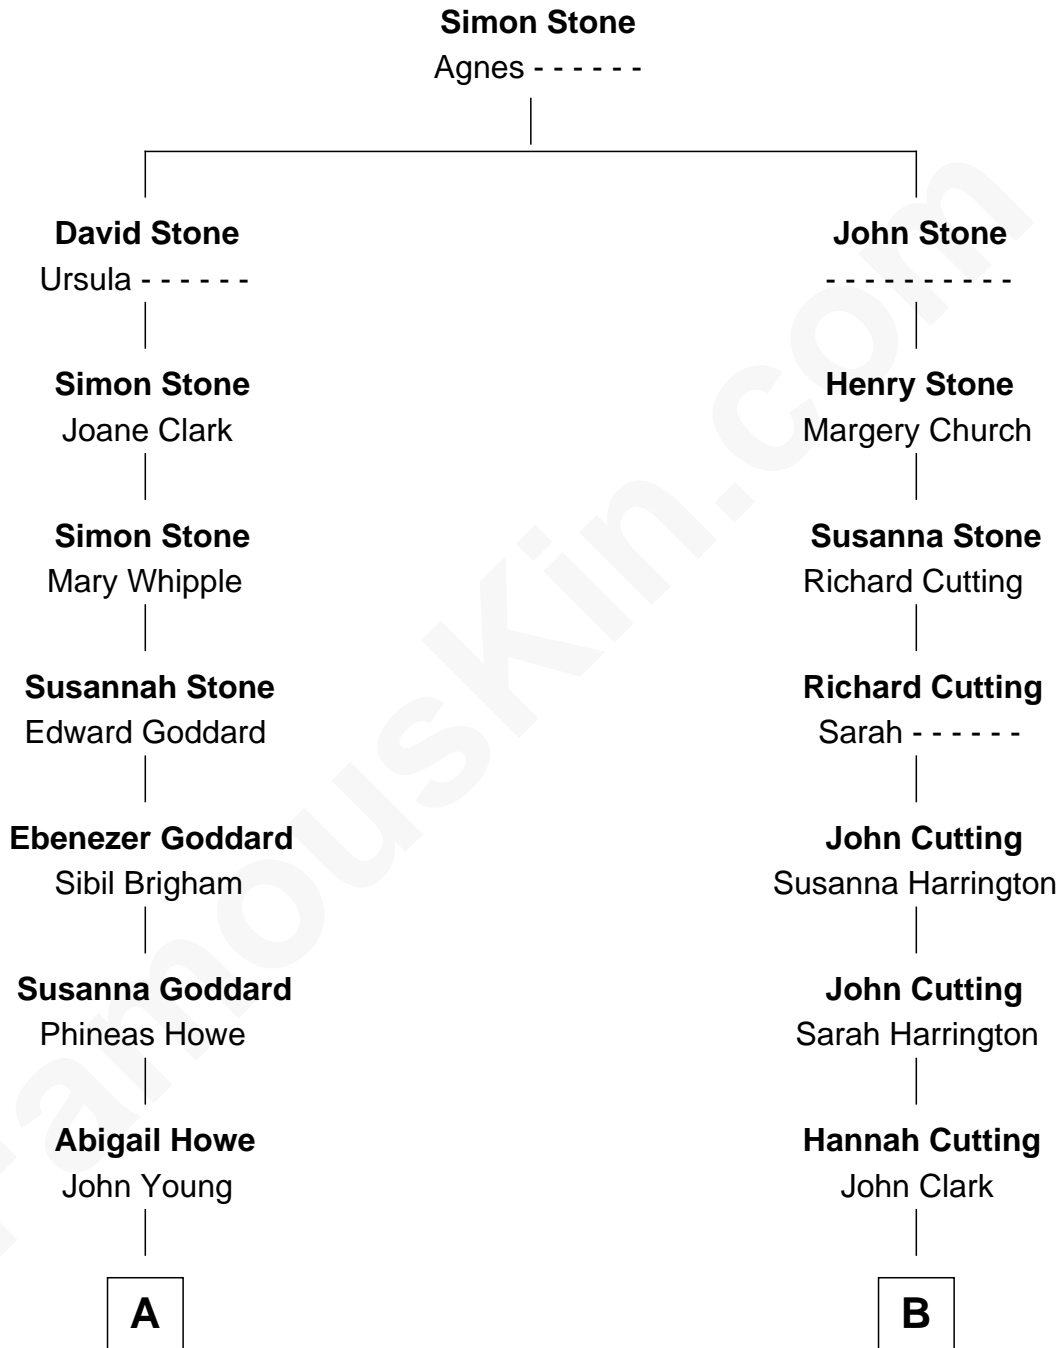 Simon Stone
Agnes - - - - - -
David Stone
Ursula - - - - - -
John Stone
- - - - - - - - - -
Simon Stone
Joane Clark
Henry Stone
Margery Church
Simon Stone
Mary Whipple
Susanna Stone
Richard Cutting
Susannah Stone
Edward Goddard
Richard Cutting
Sarah - - - - - -
Ebenezer Goddard
Sibil Brigham
John Cutting
Susanna Harrington
Susanna Goddard
Phineas Howe
John Cutting
Sarah Harrington
Abigail Howe
John Young
Hannah Cutting
John Clark
A
B
FamousKin.com